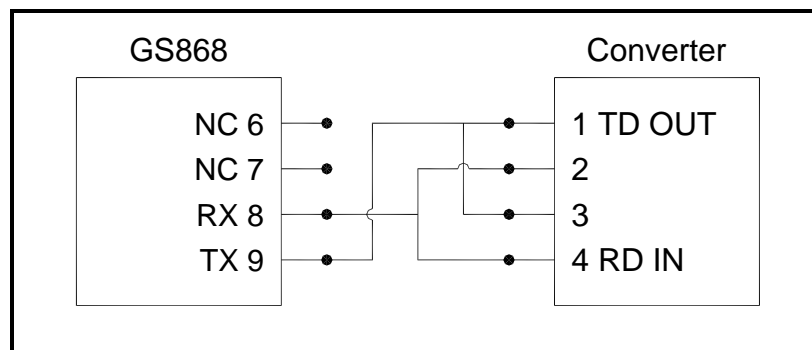 GS868
Converter
NC 6
NC 7
RX 8
TX 9
1 TD OUT
2
3
4 RD IN